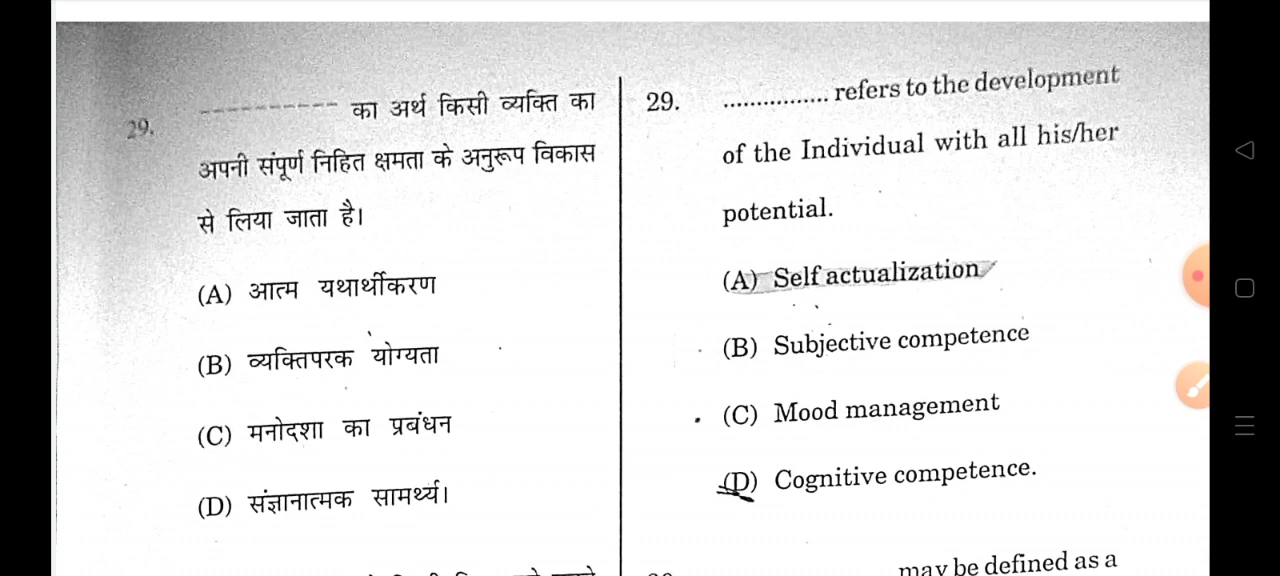 29.
---------- का अर्थ किसी व्यक्ति का
अपनी संपूर्ण निहित क्षमता के अनुरूप विकास
से लिया जाता है।
(A) आत्म यथार्थीकरण
(B) व्यक्तिपरक योग्यता
(C) मनोदशा का प्रबंधन
(D) संज्ञानात्मक सामर्थ्य।
29. ................ refers to the development
of the Individual with all his/her
potential.
(A) Self actualization
(B) Subjective competence
(C) Mood management
(D) Cognitive competence.
may be defined as a